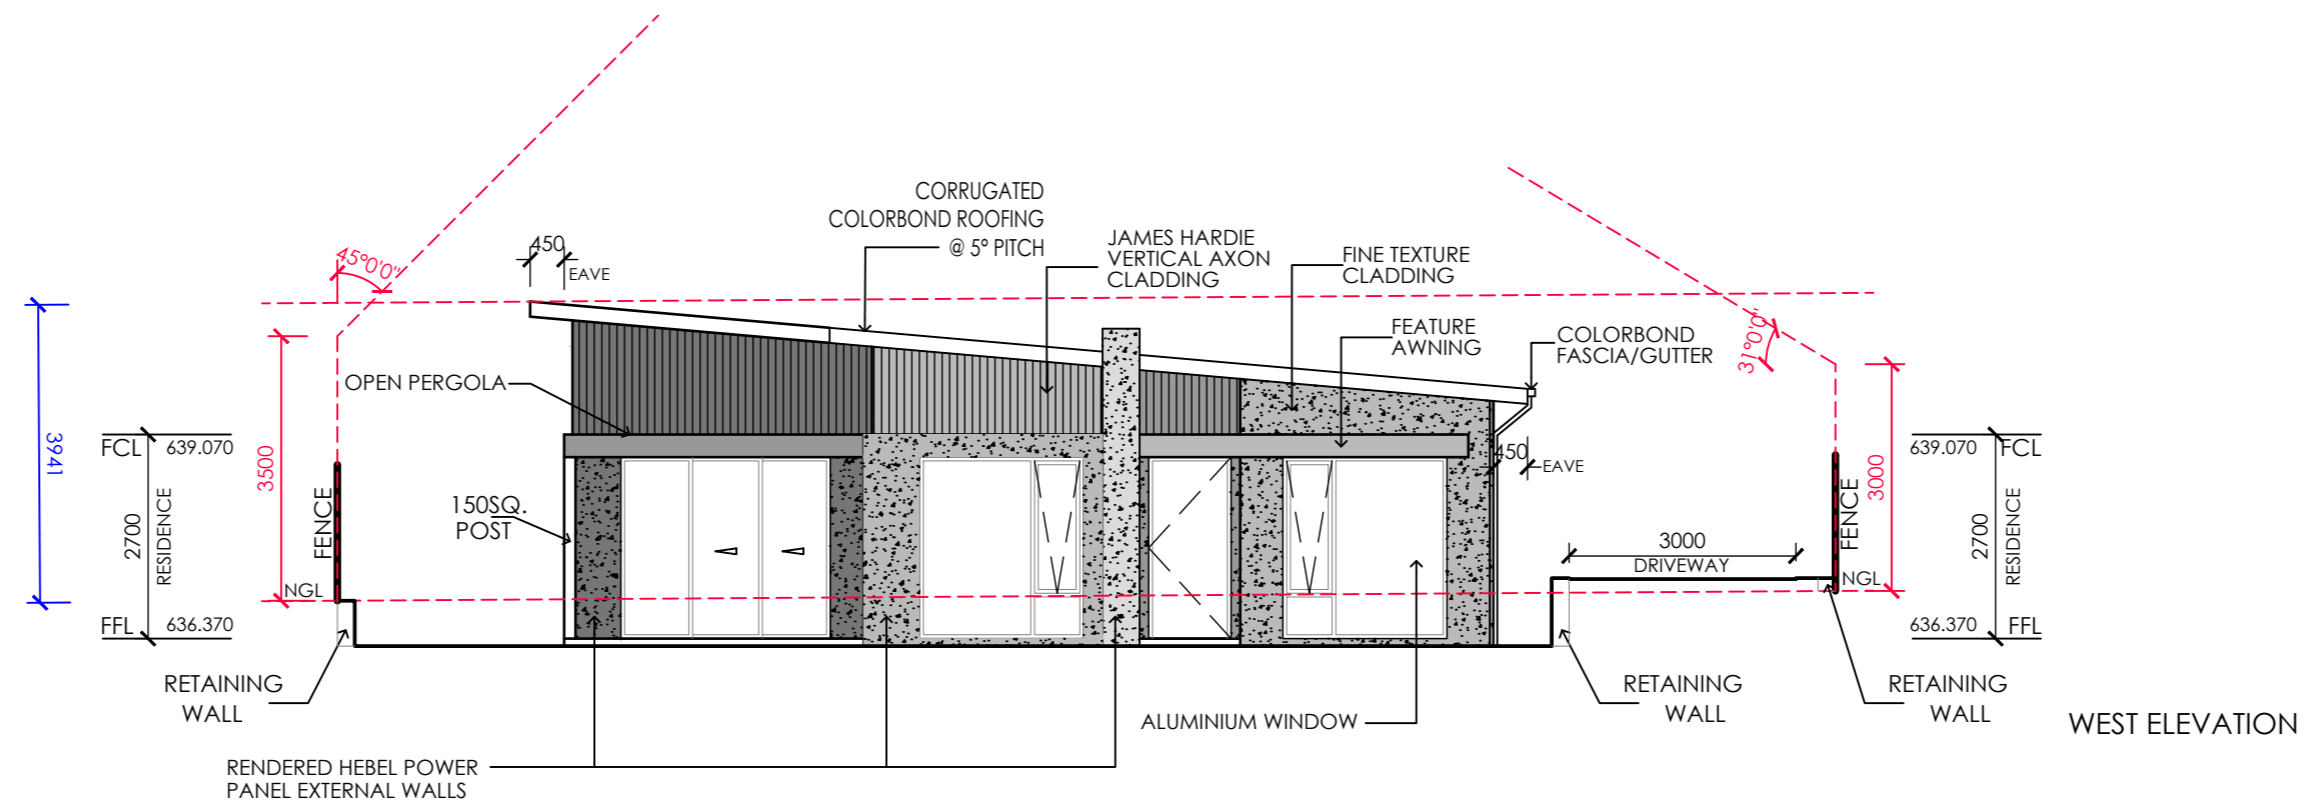 CORRUGATED
COLORBOND ROOFING
@ 5° PITCH
JAMES HARDIE
VERTICAL AXON
CLADDING
FINE TEXTURE
CLADDING
FEATURE
AWNING
COLORBOND
FASCIA/GUTTER
45°0'0"
450
EAVE
31°0'0"
OPEN PERGOLA
3941
3500
FCL 639.070
2700
RESIDENCE
FENCE
150SQ.
POST
NGL
FFL 636.370
450
EAVE
3000
DRIVEWAY
3000
FENCE
NGL
639.070 FCL
2700
RESIDENCE
636.370 FFL
RETAINING
WALL
RENDERED HEBEL POWER
PANEL EXTERNAL WALLS
ALUMINIUM WINDOW
RETAINING
WALL
RETAINING
WALL
WEST ELEVATION